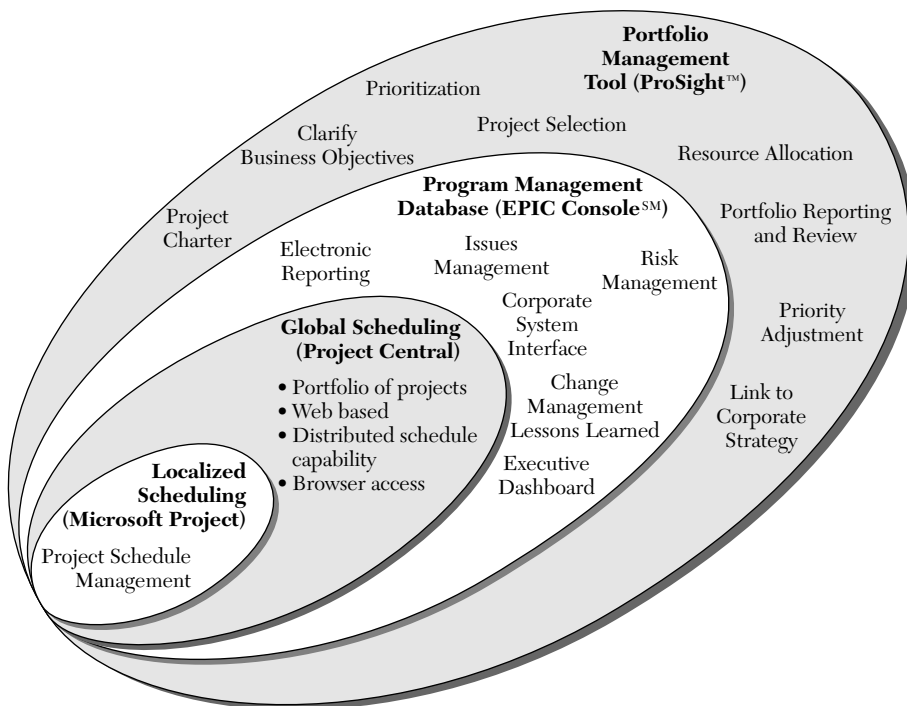 Portfolio
Management
Tool (ProSight™)
Prioritization
Project Selection
Clarify
Business Objectives
Resource Allocation
Project
Charter
Portfolio Reporting
and Review
Priority
Adjustment
Link to
Corporate
Strategy
Program Management
Database (EPIC Console℠)
Electronic
Reporting
Issues
Management
Risk
Management
Corporate
System
Interface
Change
Management
Lessons Learned
Executive
Dashboard
Global Scheduling
(Project Central)
• Portfolio of projects
• Web based
• Distributed schedule
capability
• Browser access
Localized
Scheduling
(Microsoft Project)
Project Schedule
Management